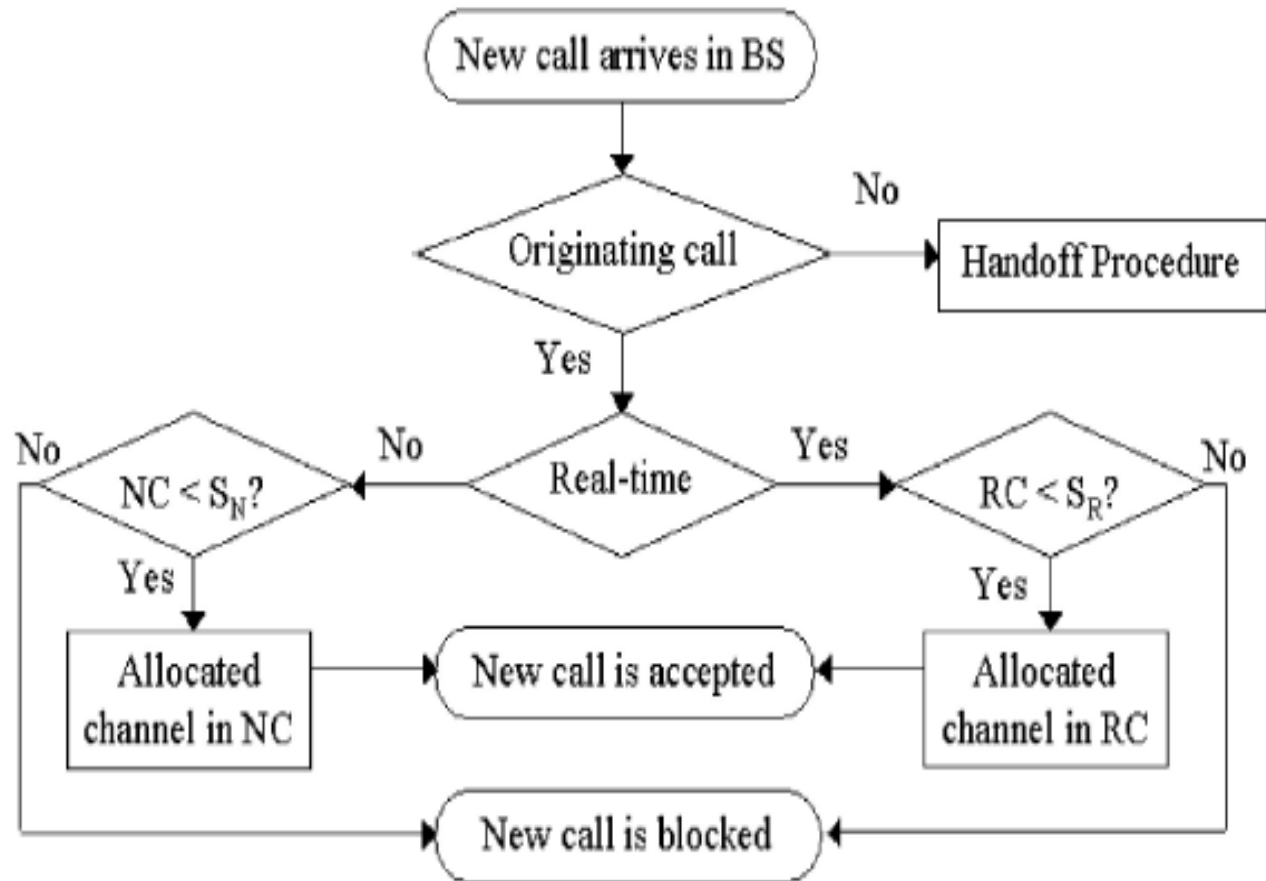 New call arrives in BS
No
Originating call
Handoff Procedure
Yes
No
No
Real-time
Yes
No
NC < S_N?
RC < S_R?
Yes
Yes
Allocated
channel in NC
New call is accepted
Allocated
channel in RC
New call is blocked